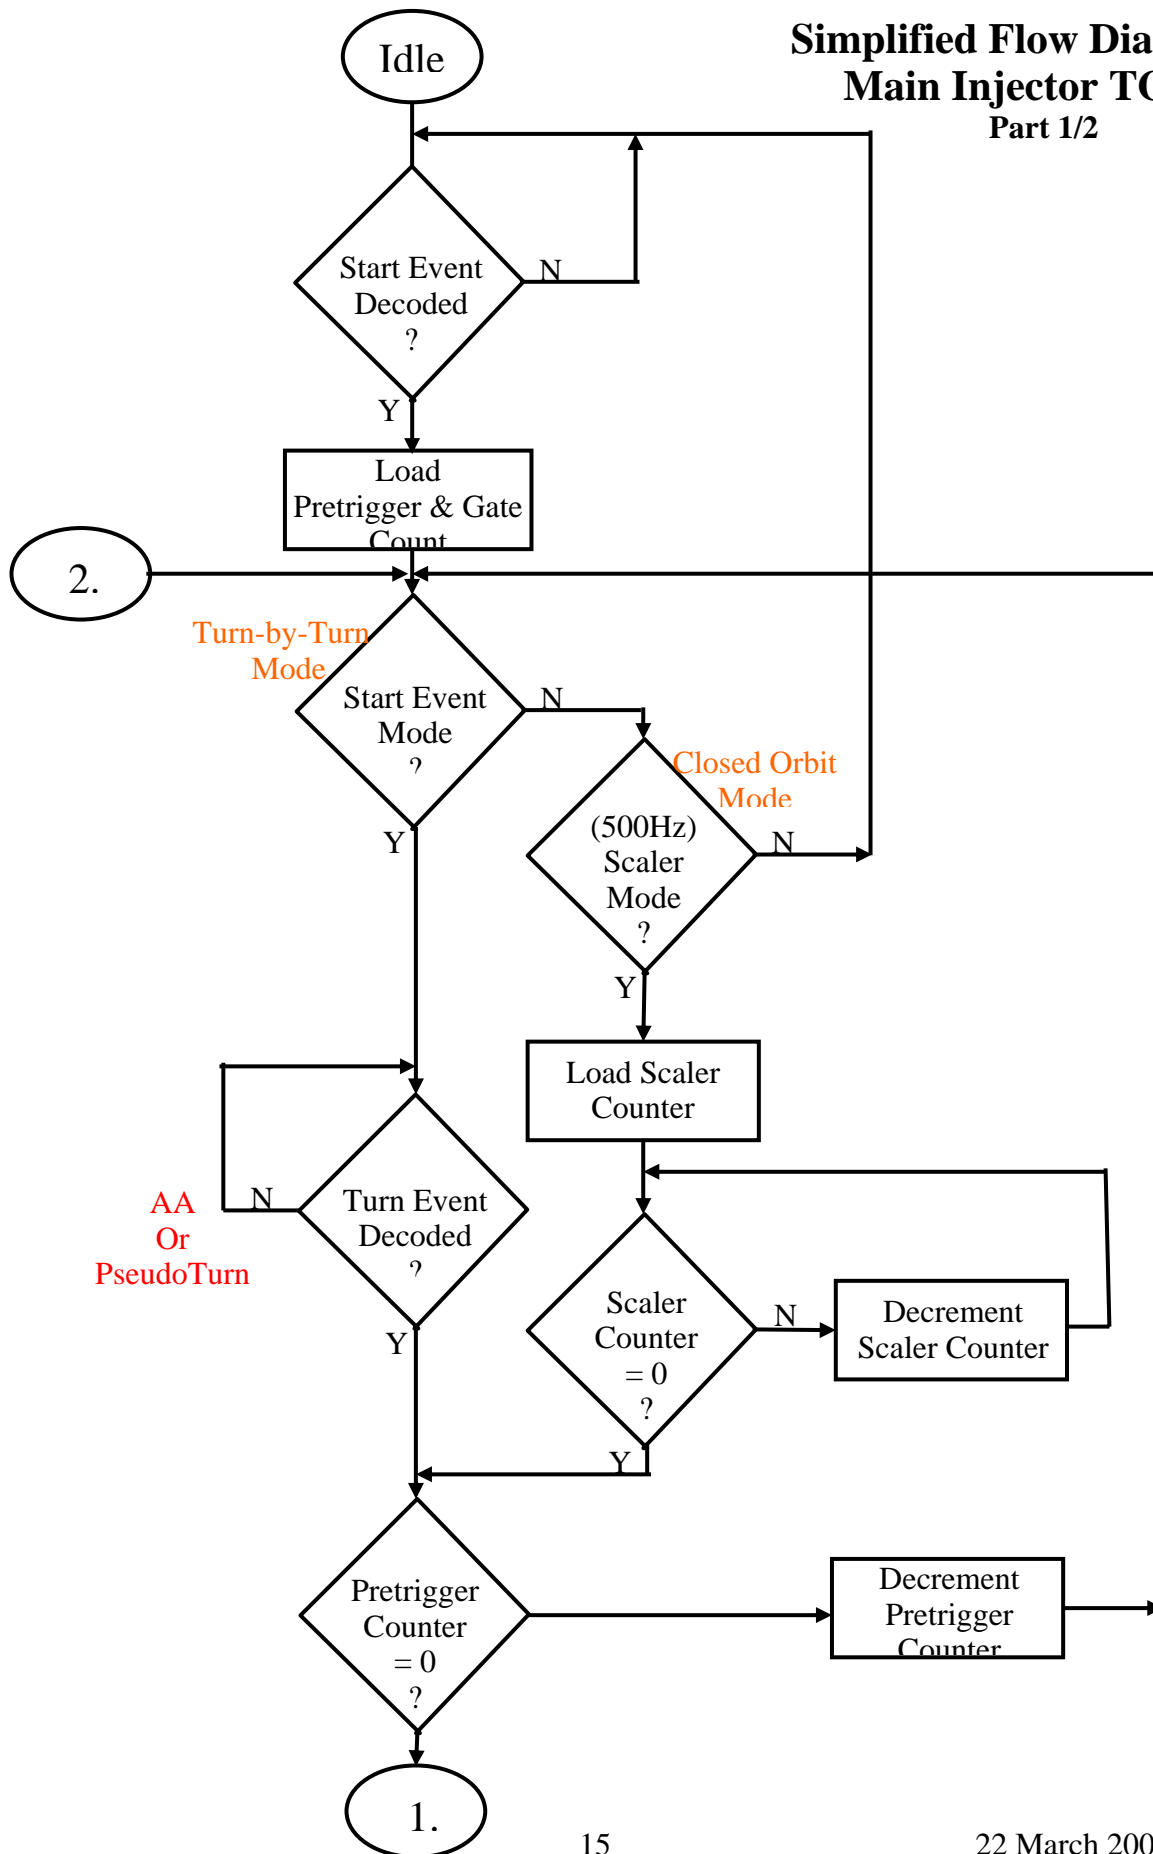 Idle
Simplified Flow Dia
Main Injector TC
Part 1/2
Start Event
Decoded
?
N
Y
Load
Pretrigger & Gate
Count
2.
Turn-by-Turn
Mode
Start Event
Mode
?
N
Y
Closed Orbit
Mode
(500Hz)
Scaler
Mode
?
N
Y
Load Scaler
Counter
AA
Or
PseudoTurn
N
Turn Event
Decoded
?
Y
Scaler
Counter
= 0
?
N
Y
Decrement
Scaler Counter
Pretrigger
Counter
= 0
?
Decrement
Pretrigger
Counter
1.
15
22 March 200